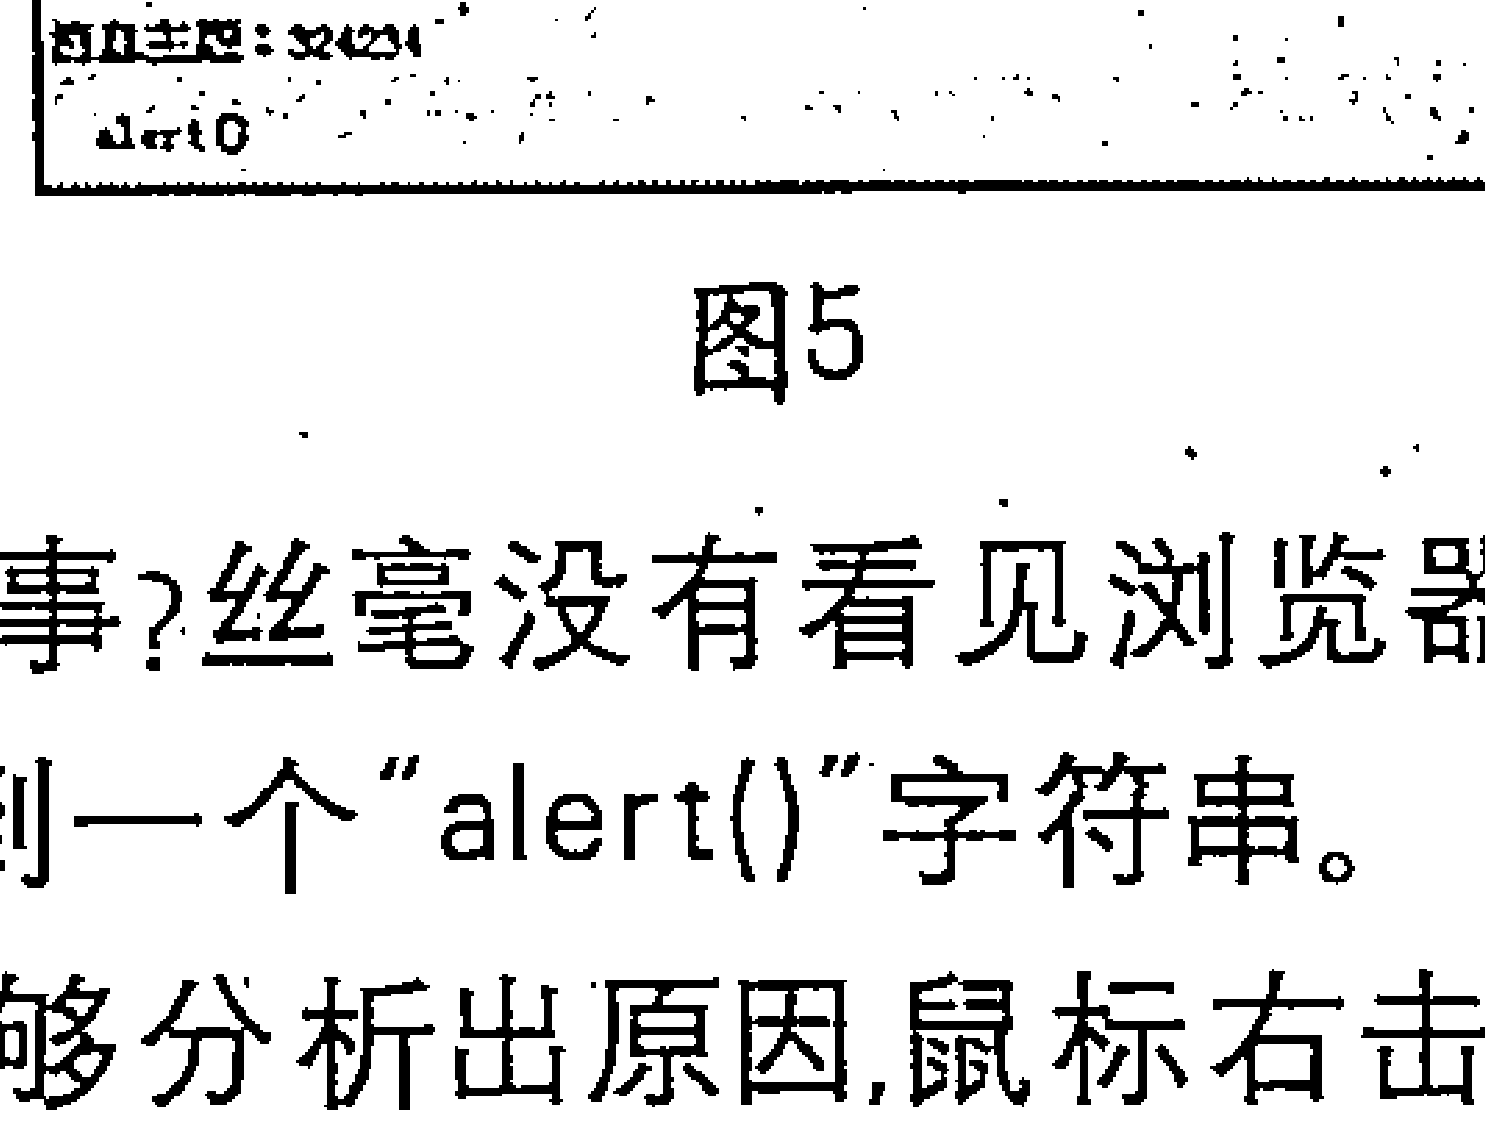 ：324234
alert()
图5
事?丝毫没有看见浏览器
到一个“alert()”字符串。
够分析出原因,鼠标右击